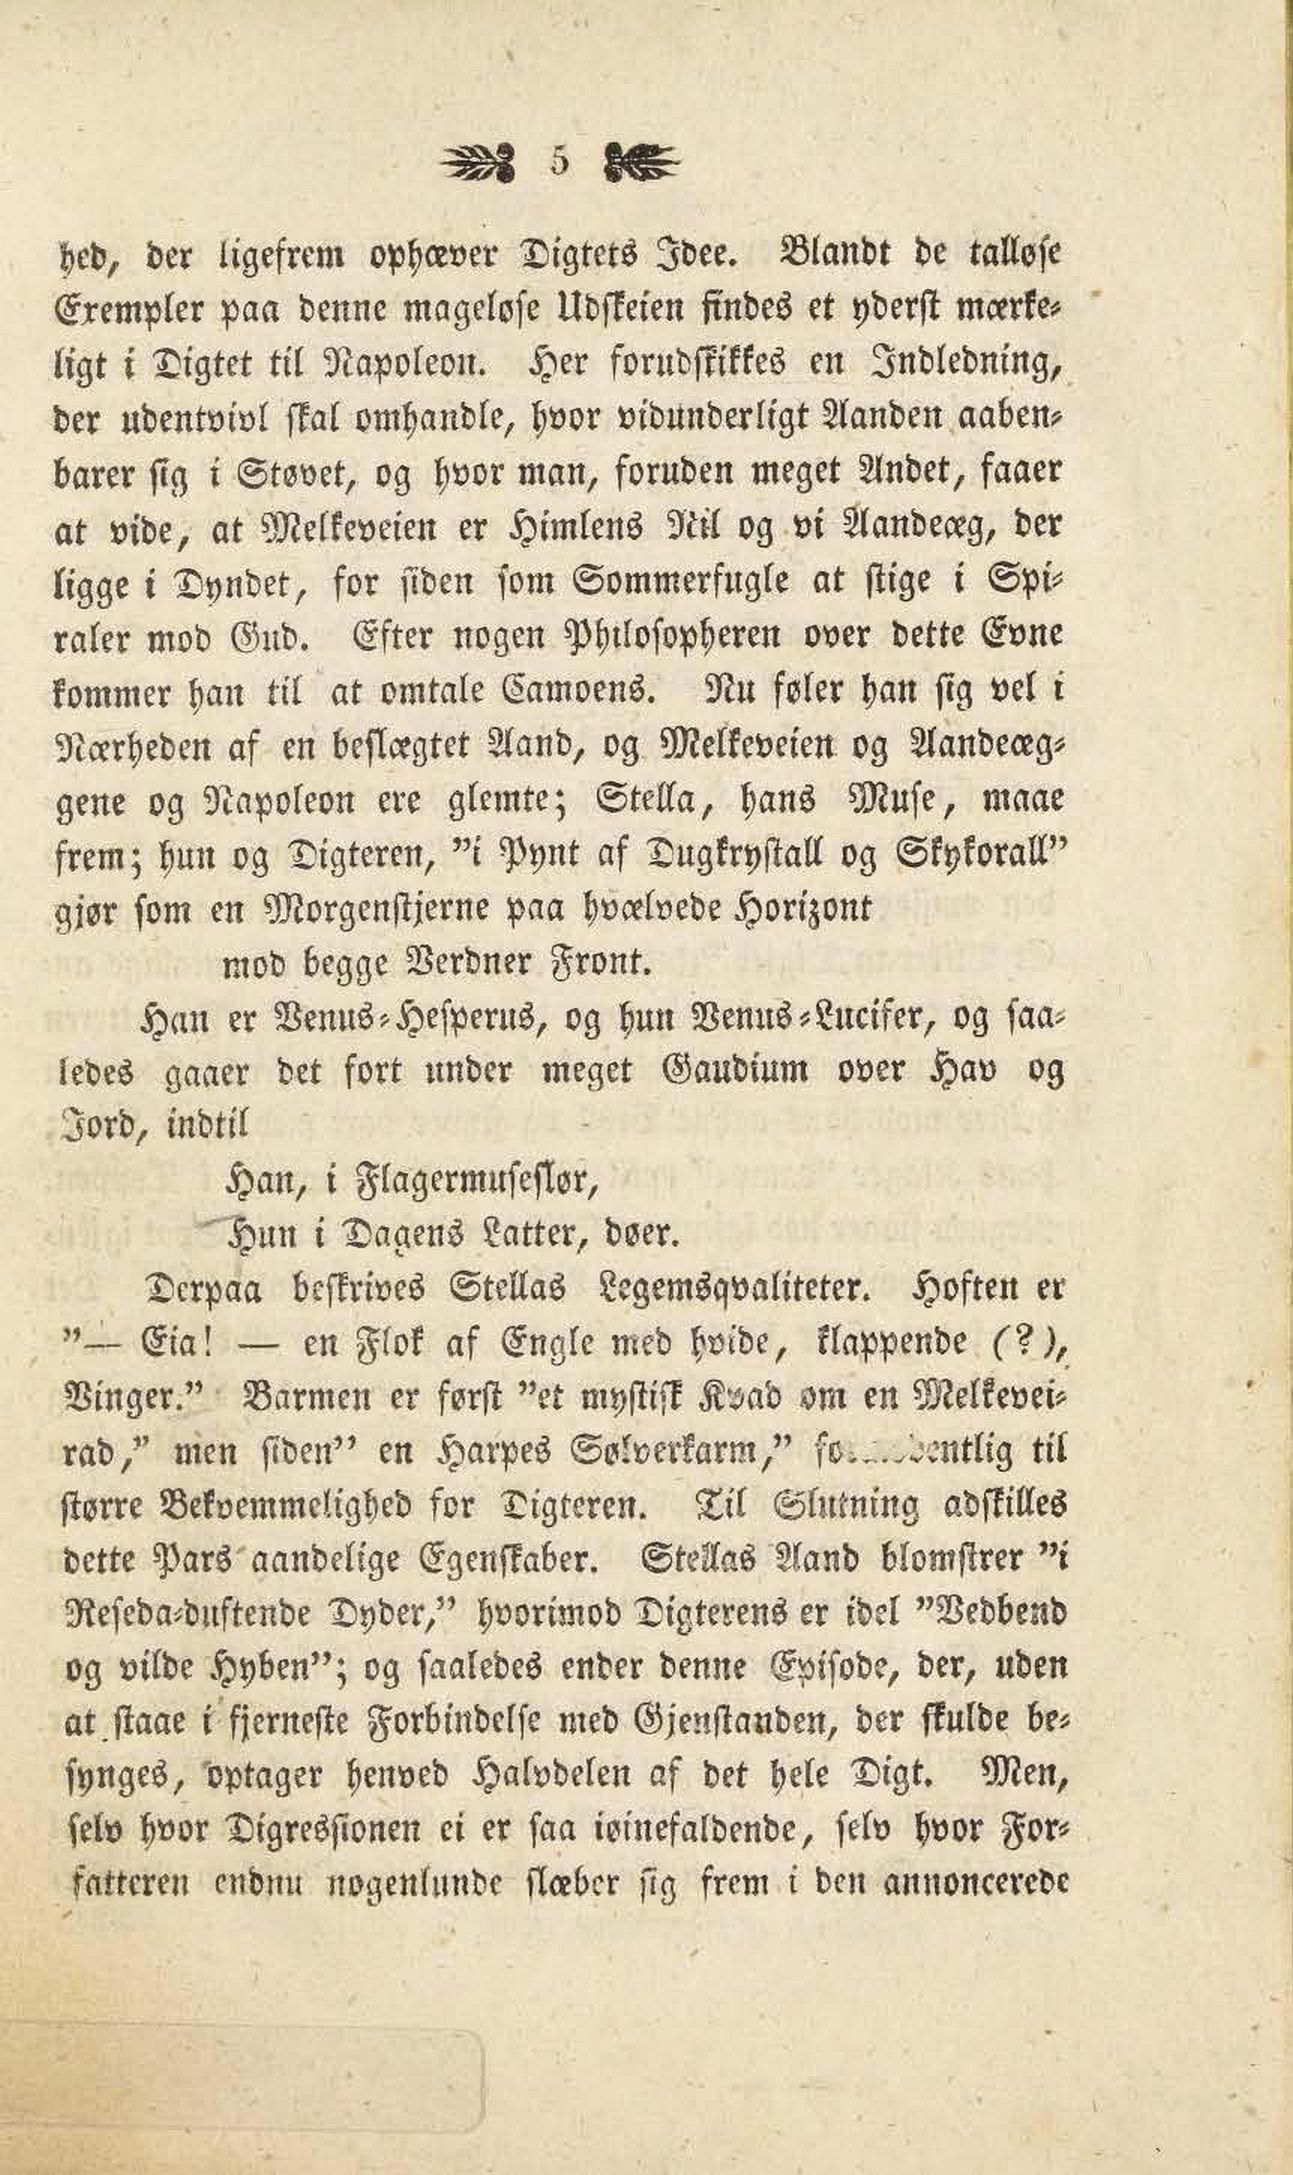 5
hed, der ligefrem ophæver Digtets Idee. Blandt de talløse
Exempler paa denne mageløse Udskeien findes et yderst mærke-
ligt i Digtet til Napoleon. Her forudskikkes en Indledning,
der udentvivl skal omhandle, hvor vidunderligt Aanden aaben-
barer sig i Støvet, og hvor man, foruden meget Andet, faaer
at vide, at Melkeveien er Himlens Nil og vi Aandeæg, der
ligge i Dyndet, for siden som Sommerfugle at stige i Spi-
raler mod Gud. Efter nogen Philosopheren over dette Evne
kommer han til at omtale Camoens. Nu føler han sig vel i
Nærheden af en beslægtet Aand, og Melkeveien og Aandeæg-
gene og Napoleon ere glemte; Stella, hans Muse, maae
frem; hun og Digteren, "i Pynt af Dugkrystall og Skykorall"
gjør som en Morgenstjerne paa hvælvede Horizont
mod begge Verdner Front.
Han er Venus-Hesperus, og hun Venus-Lucifer, og saa-
ledes gaaer det fort under meget Gaudium over Hav og
Jord, indtil
Han, i Flagermuseslør,
Hun i Dagens Latter, døer.
Derpaa beskrives Stellas Legemsqvaliteter. Hoften er
"— Eia! — en Flok af Engle med hvide, klappende (?),
Vinger." Barmen er først "et mystisk Kvad om en Melkevei-
rad," men siden" en Harpes Sølverkarm," til
større Bekvemmelighed for Digteren. Til Slutning adskilles
dette Pars aandelige Egenskaber. Stellas Aand blomstrer "i
Reseda-duftende Dyder," hvorimod Digterens er idel "Vedbend
og vilde Hyben"; og saaledes ender denne Episode, der, uden
at staae i fjerneste Forbindelse med Gjenstanden, der skulde be-
synges, optager henved Halvdelen af det hele Digt. Men,
selv hvor Digressionen ei er saa iøinefaldende, selv hvor For-
fatteren endnu nogenlunde slæber sig frem i den annoncerede